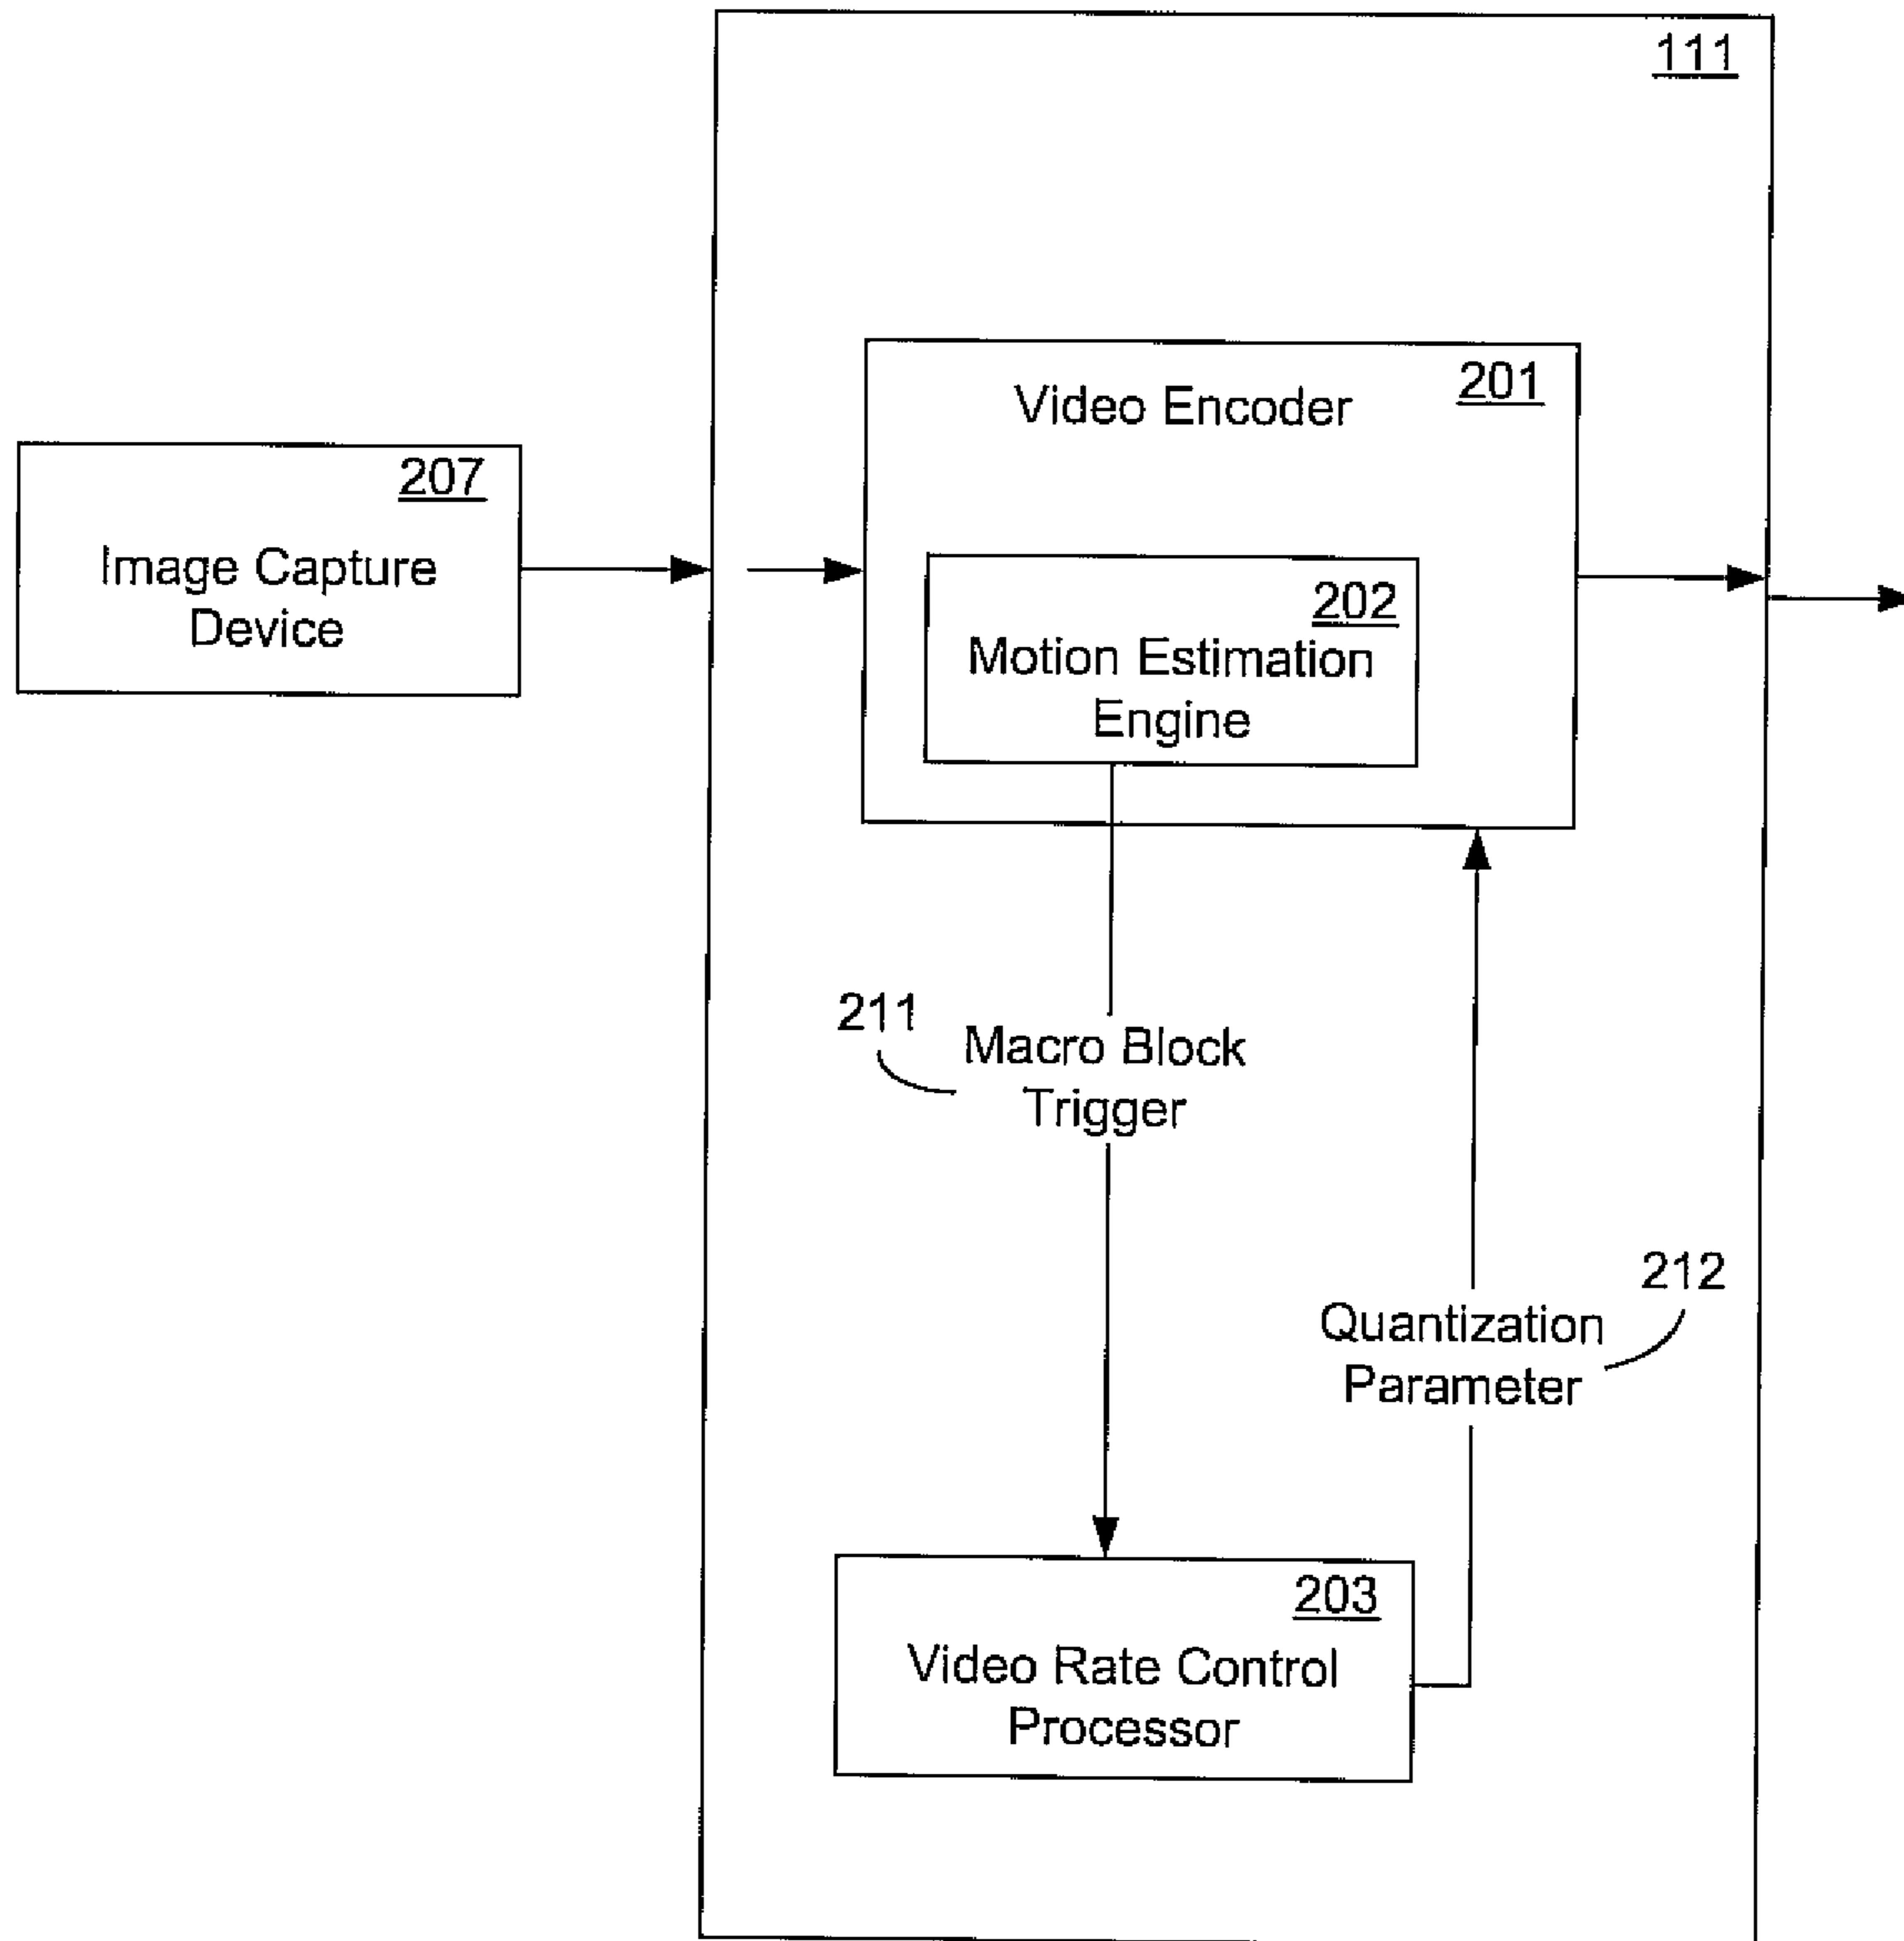 111
201
Video Encoder
207
Image Capture
Device
202
Motion Estimation
Engine
211
Macro Block
Trigger
212
Quantization
Parameter
203
Video Rate Control
Processor